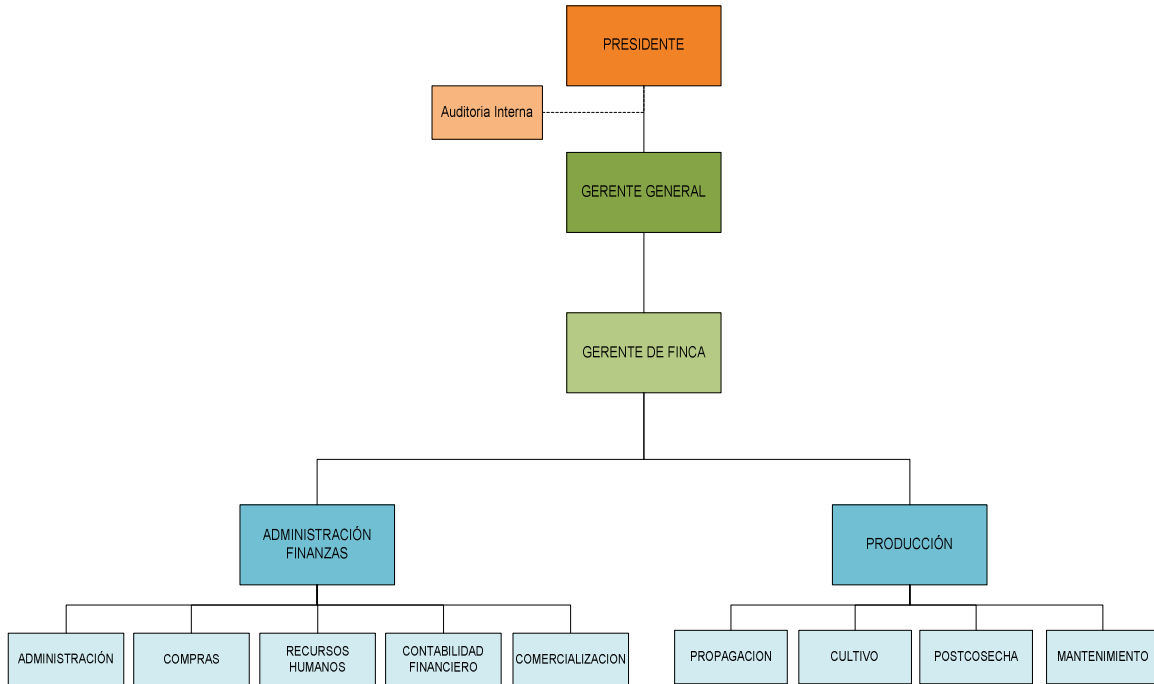 PRESIDENTE
Auditoria Interna
GERENTE GENERAL
GERENTE DE FINCA
ADMINISTRACIÓN
FINANZAS
PRODUCCIÓN
ADMINISTRACIÓN
COMPRAS
RECURSOS
HUMANOS
CONTABILIDAD
FINANCIERO
COMERCIALIZACION
PROPAGACION
CULTIVO
POSTCOSECHA
MANTENIMIENTO